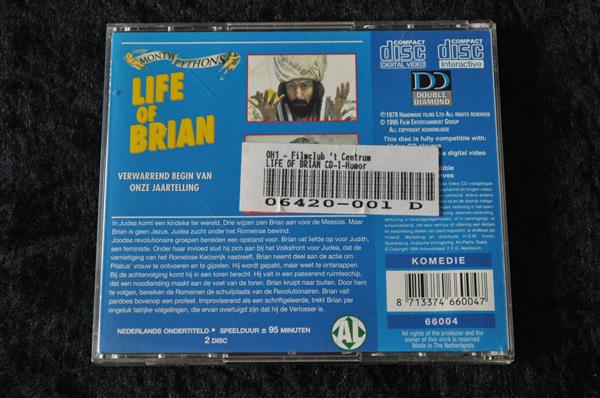 MONTY PYTHON'S
LIFE
OF
BRIAN
VERWARREND BEGIN VAN
ONZE JAARTELLING
OH1 - Filmclub 't Centrum
LIFE OF BRIAN CD-1-Humor
06420-001 D
In Judea komt een kindeke ter wereld. Drie wijzen zien Brian aan voor de Messias. Maar
Brian is geen Jezus. Judea zucht onder het Romeinse bewind.
Joodse revolutionaire groepen bereiden een opstand voor. Brian vat liefde op voor Judith,
een feministe. Onder haar invloed sluit hij zich aan bij het Volksfront voor Judea, dat de
vernietiging van het Romeinse Keizerrijk nastreeft. Brian neemt deel aan de actie om
Pilatus' vrouw te ontvoeren en te gijzelen. Hij wordt gepakt, maar weet te ontsnappen.
Bij de achtervolging komt hij in een toren terecht. Hij valt in een passerend ruimteschip,
dat een noodlanding maakt aan de voet van de toren. Brian kruipt naar buiten. Door hem
te volgen, bereiken de Romeinen de schuilplaats van de Revolutionairen. Brian valt
pardoes bovenop een profeet. Improviserend als een schriftgeleerde, trekt Brian per
ongeluk talrijke volgelingen, die ervan overtuigd zijn dat hij de Verlosser is.
NEDERLANDS ONDERTITELD • SPEELDUUR ± 95 MINUTEN
2 DISC
AL
COMPACT
disc
DIGITAL VIDEO
COMPACT
disc
Interactive
DD
DOUBLE
DIAMOND
©1979 HANDMADE FILMS LTD-ALL RIGHTS RESERVED
© 1995 FILM ENTERTAINMENT GROUP
ALL COPYRIGHT ACKNOWLEDGED
This disc is fully compatible with:
a digital video
KOMEDIE
8 713374 660047
66004
All rights of the producer and the
owner of this work is reserved.
Made in The Netherlands